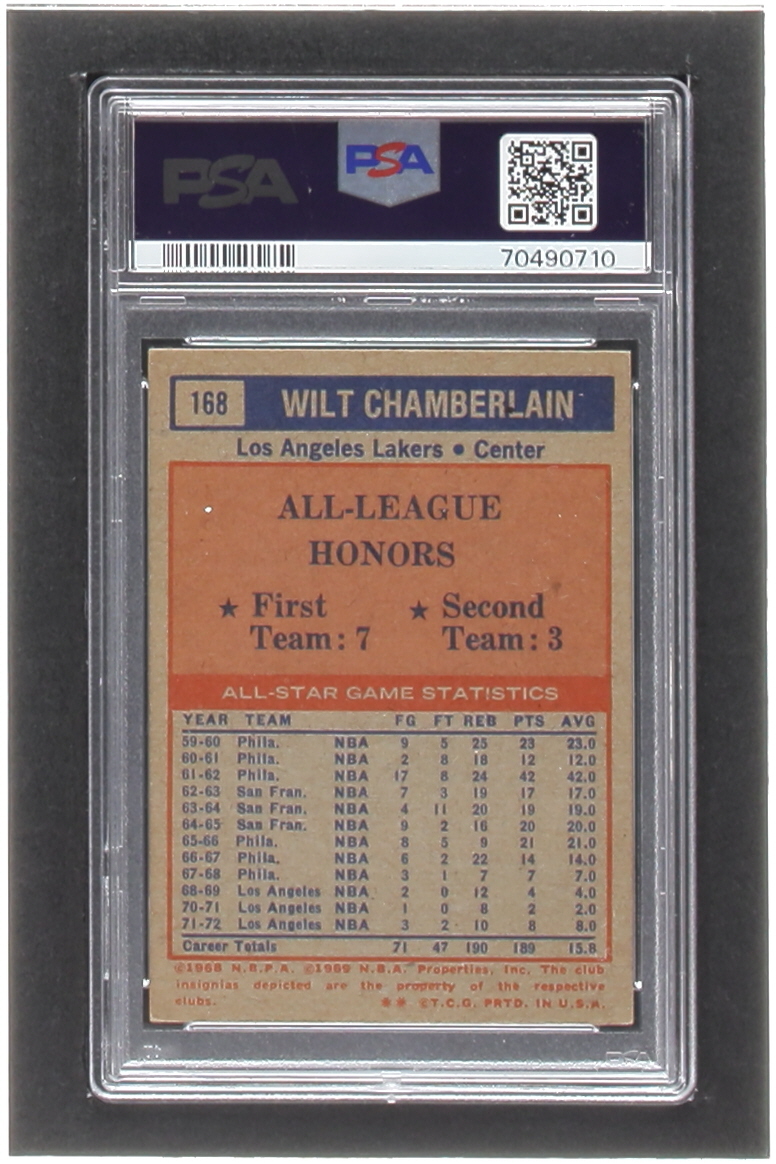 PSA PSA
70490710
168 WILT CHAMBERLAIN
Los Angeles Lakers • Center
ALL-LEAGUE
HONORS
★ First ★ Second
Team: 7 Team: 3
ALL-STAR GAME STATISTICS
YEAR TEAM FG FT REB PTS AVG
59-60 Phila. NBA 9 5 25 23 23.0
60-61 Phila. NBA 2 8 18 12 12.0
61-62 Phila. NBA 17 8 24 42 42.0
62-63 San Fran. NBA 7 3 19 17 17.0
63-64 San Fran. NBA 4 11 20 19 19.0
64-65 San Fran. NBA 9 2 16 20 20.0
65-66 Phila. NBA 8 5 9 21 21.0
66-67 Phila. NBA 6 2 22 14 14.0
67-68 Phila. NBA 3 1 7 7 7.0
68-69 Los Angeles NBA 2 0 12 4 4.0
70-71 Los Angeles NBA 1 0 8 2 2.0
71-72 Los Angeles NBA 3 2 10 8 8.0
Career Totals 71 47 190 189 15.8
©1968 N.B.P.A. ©1969 N.B.A. Properties, Inc. The club
insignias depicted are the property of the respective
clubs. ** ©T.C.G. PRTD. IN U.S.A.
PSA